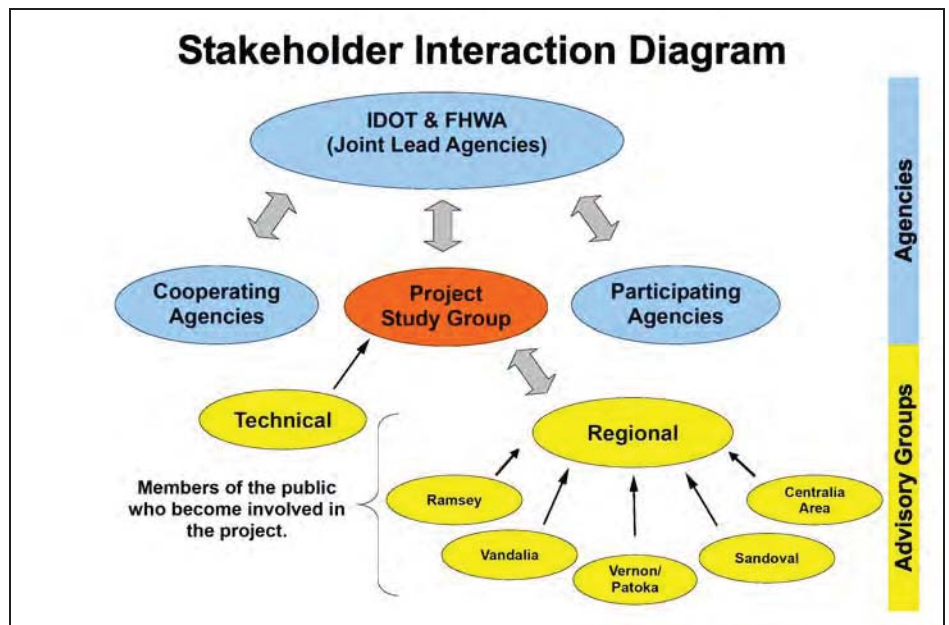 Stakeholder Interaction Diagram
IDOT & FHWA
(Joint Lead Agencies)
Agencies
Cooperating
Agencies
Project
Study Group
Participating
Agencies
Technical
Regional
Advisory Groups
Members of the public
who become involved in
the project.
Ramsey
Vandalia
Vernon/
Patoka
Sandoval
Centralia
Area